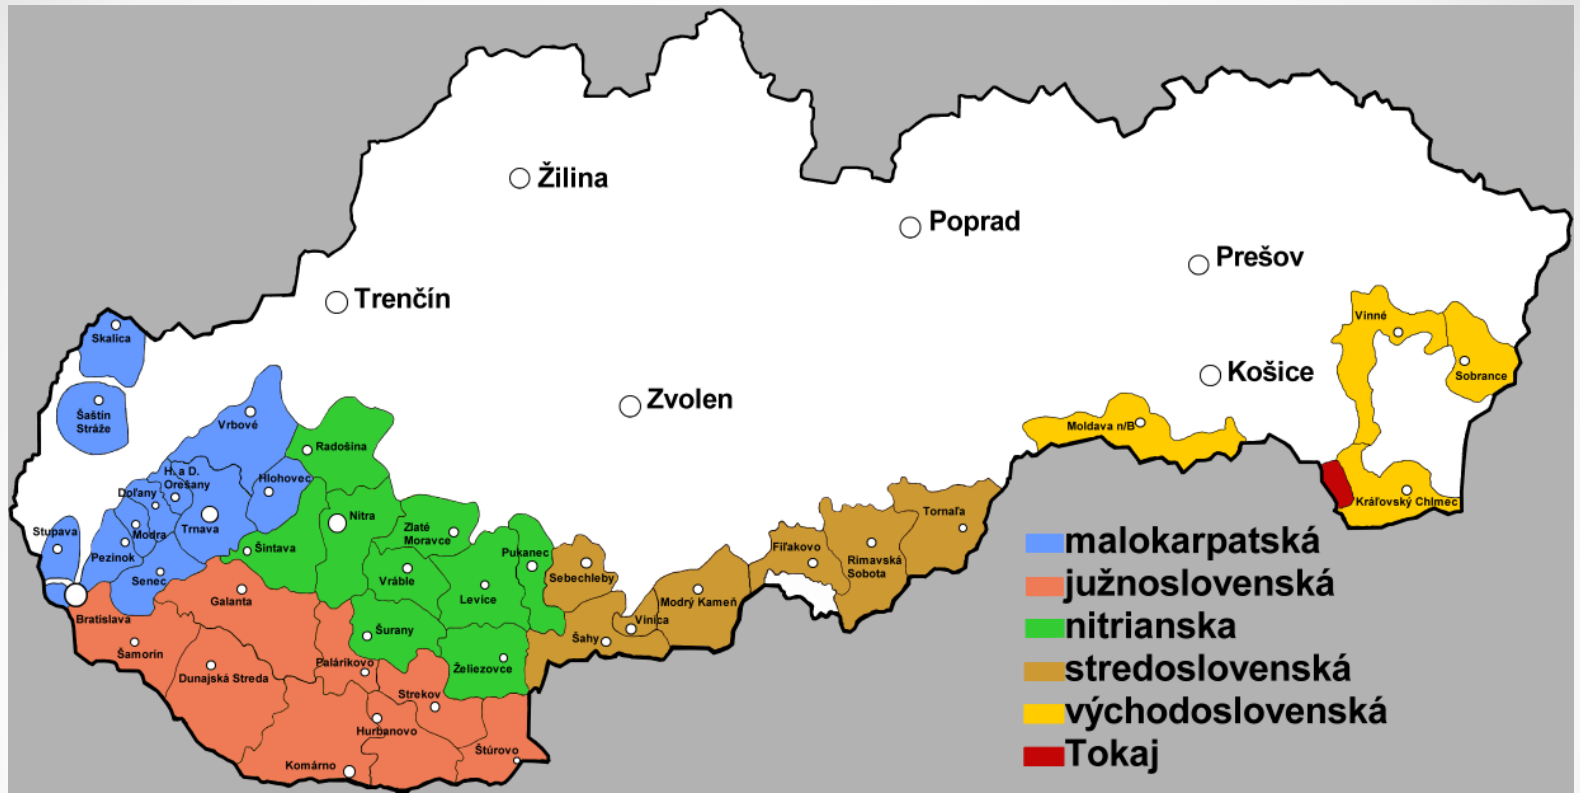 Žilina
Poprad
Prešov
Trenčín
Vinné
Skalica
Košice
Sobrance
Zvolen
Šaštín
Stráže
Vrbové
Moldava n/B
Radošina
H. a D.
Orešany
Hlohovec
Doľany
Kráľovský Chlmec
Tornaľa
Nitra
Zlaté
Moravce
Stupava
Modra
Trnava
Pezinok
Šintava
Pukanec
Fiľakovo
Rimavská
Sobota
Senec
Vráble
Sebechleby
Levice
Galanta
Modrý Kameň
Bratislava
Vinica
Šurany
Šahy
Šamorín
Palárikovo
Želiezovce
Dunajská Streda
Strekov
Hurbanovo
Štúrovo
Komárno
malokarpatská
južnoslovenská
nitrianska
stredoslovenská
východoslovenská
Tokaj